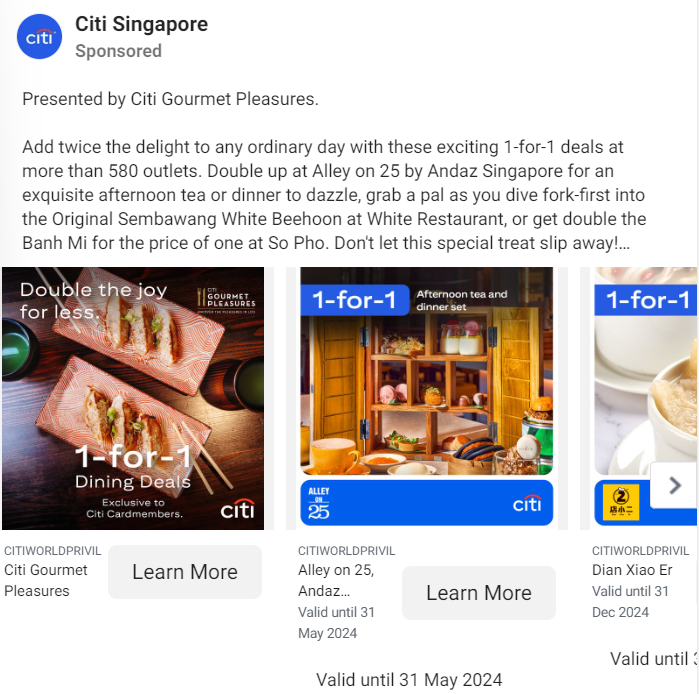 citi
Citi Singapore
Sponsored
Presented by Citi Gourmet Pleasures.
Add twice the delight to any ordinary day with these exciting 1-for-1 deals at
more than 580 outlets. Double up at Alley on 25 by Andaz Singapore for an
exquisite afternoon tea or dinner to dazzle, grab a pal as you dive fork-first into
the Original Sembawang White Beehoon at White Restaurant, or get double the
Banh Mi for the price of one at So Pho. Don't let this special treat slip away!...
Double the joy
for less.
CITI
GOURMET
PLEASURES
1-for-1
Dining Deals
Exclusive to
Citi Cardmembers.
citi
CITIWORLDPRIVIL
Citi Gourmet
Pleasures
Learn More
1-for-1
Afternoon tea and
dinner set
ALLEY
ON
25
citi
CITIWORLDPRIVIL
Alley on 25,
Andaz...
Valid until 31
May 2024
Learn More
Valid until 31 May 2024
1-for-1
2
店小二
CITIWORLDPRIVIL
Dian Xiao Er
Valid until 31
Dec 2024
Valid until